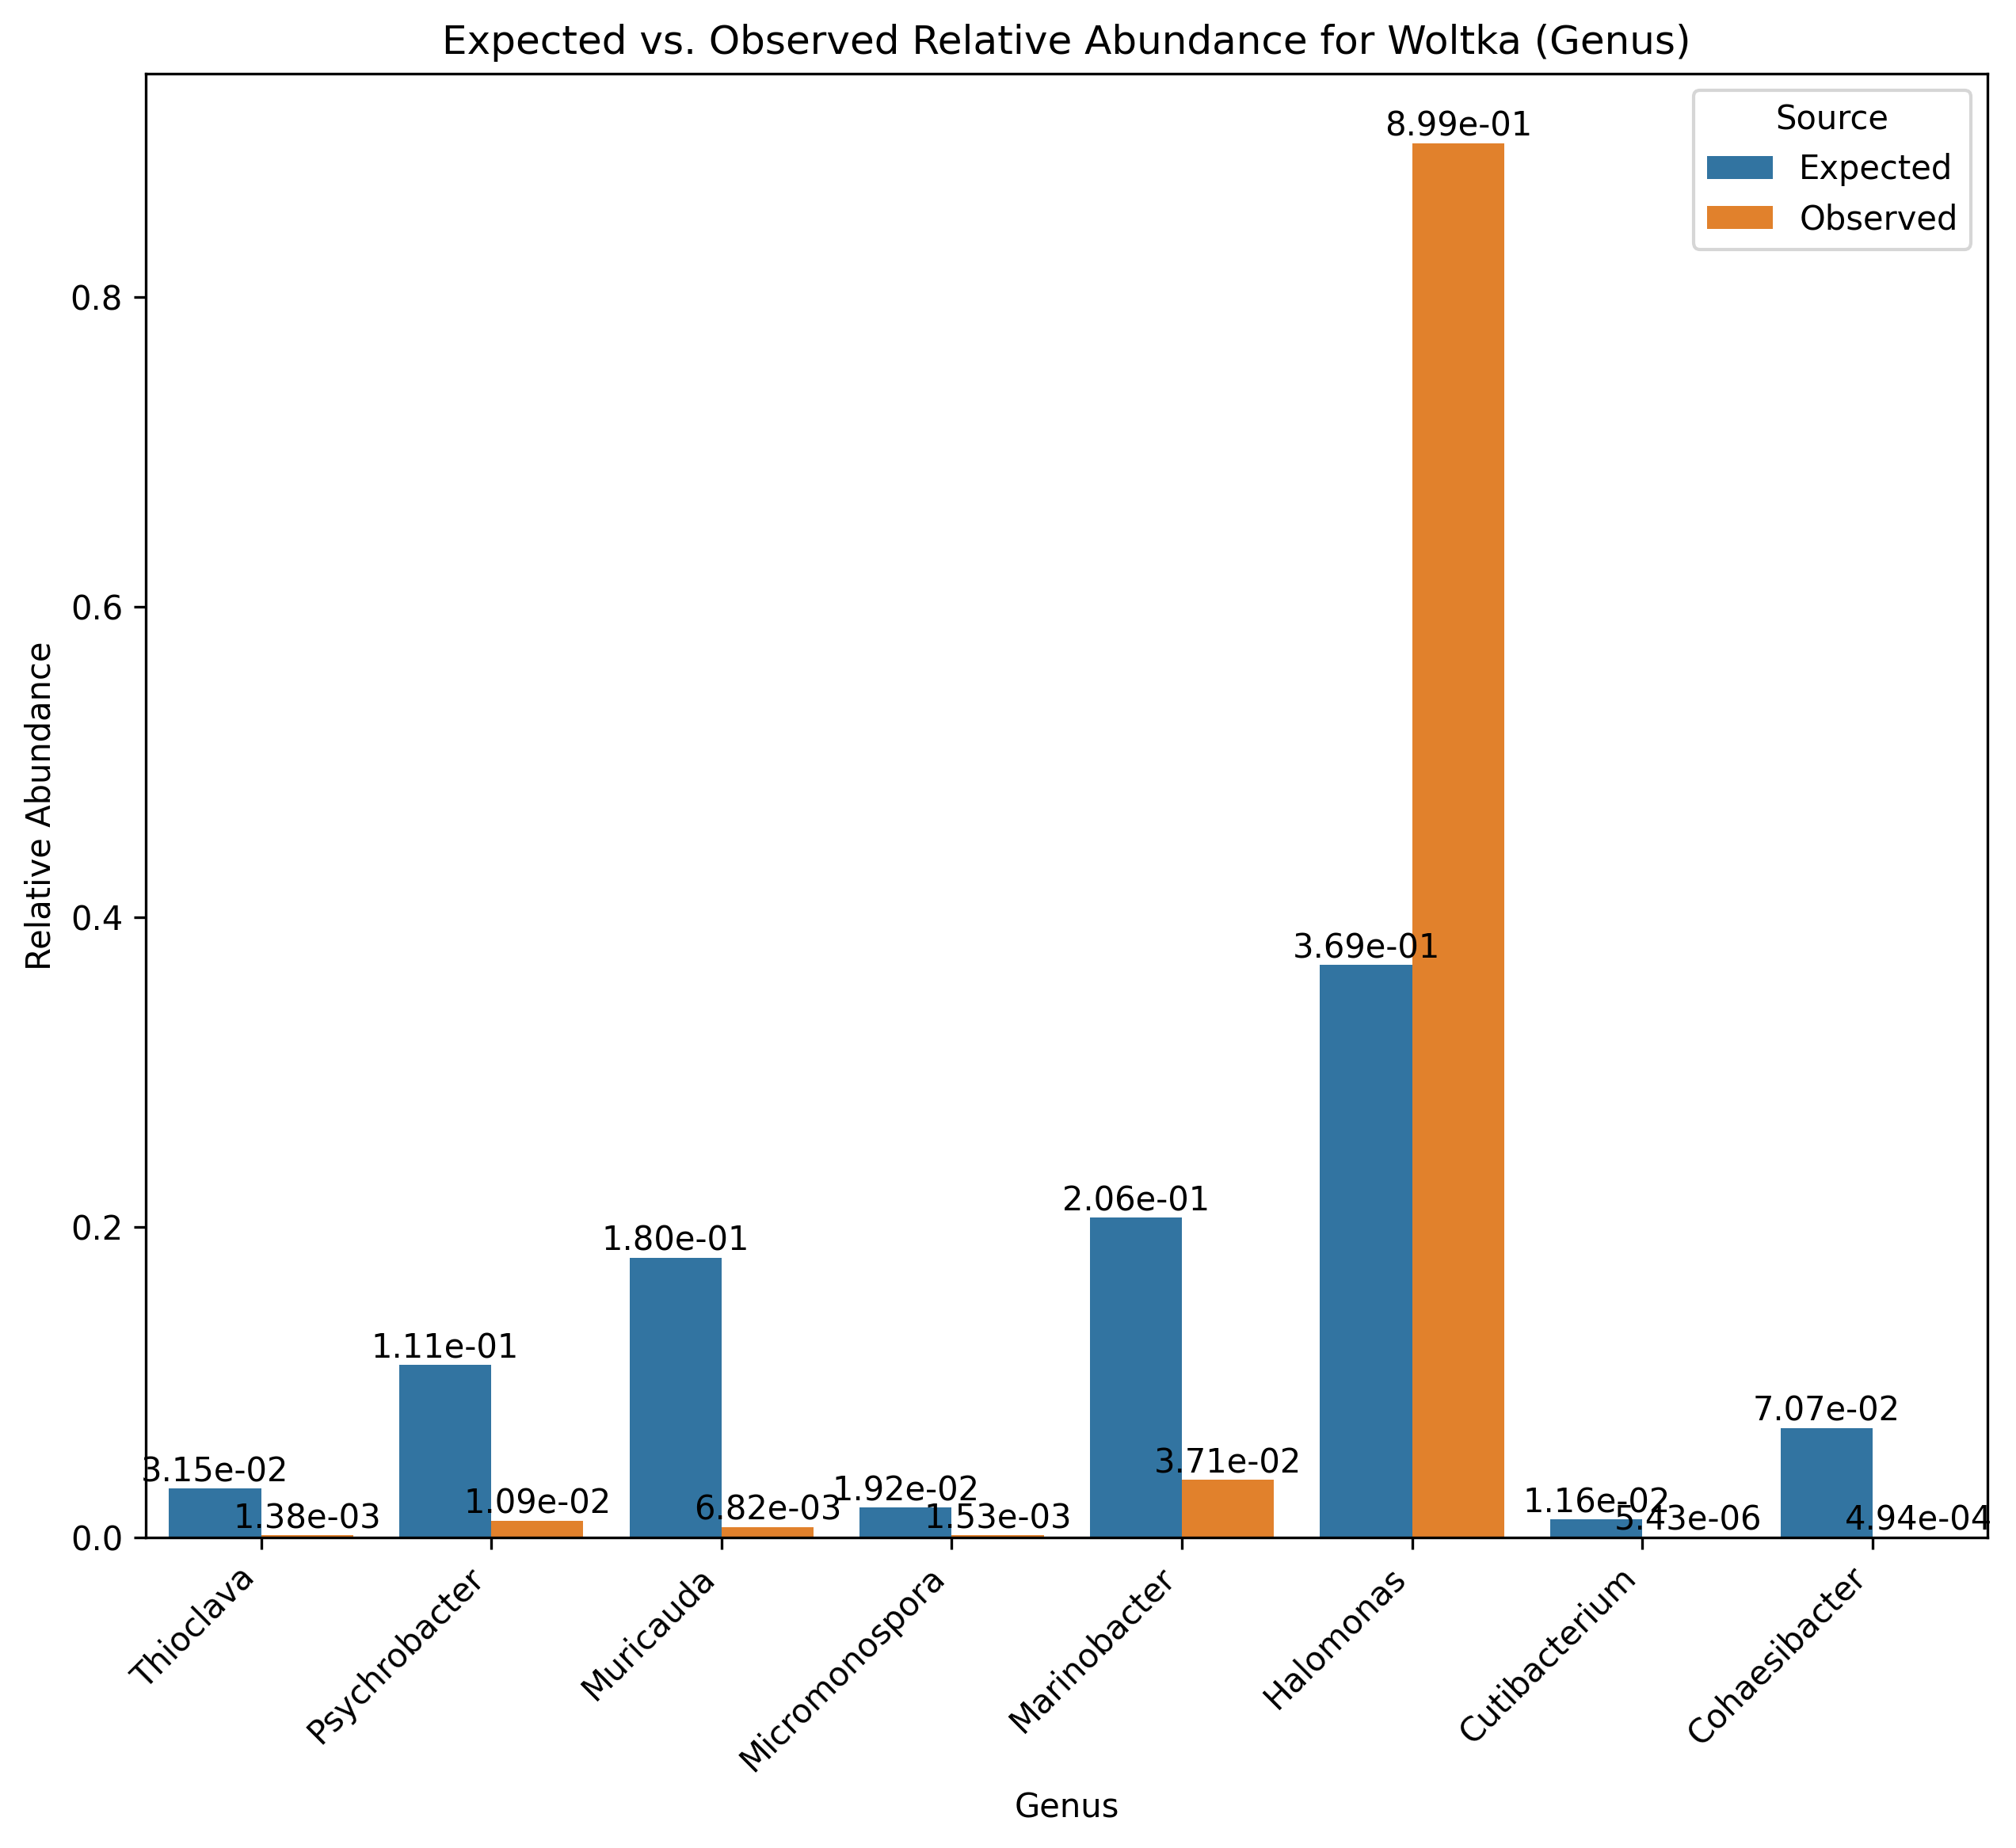 Expected vs. Observed Relative Abundance for Woltka (Genus)
Source
Expected
Observed
Relative Abundance
0.8
0.6
0.4
0.2
0.0
3.15e-02
1.38e-03
1.11e-01
1.09e-02
1.80e-01
6.82e-03
1.92e-02
1.53e-03
2.06e-01
3.71e-02
3.69e-01
8.99e-01
1.16e-02
5.43e-06
7.07e-02
4.94e-04
Thioclava
Psychrobacter
Muricauda
Micromonospora
Marinobacter
Halomonas
Cutibacterium
Cohaesibacter
Genus